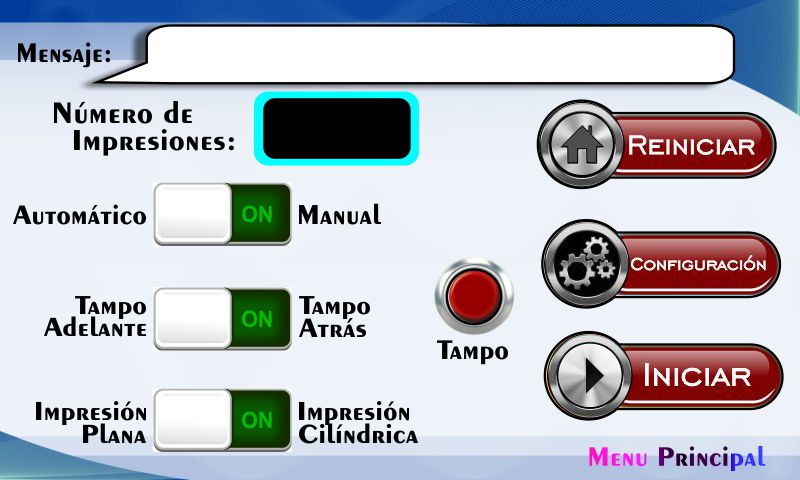 Mensaje:
Número de
Impresiones:
Reiniciar
Automático ON Manual
Configuración
Tampo
Adelante
ON
Tampo
Atrás
Tampo
Iniciar
Impresión
Plana
ON
Impresión
Cilíndrica
Menu Principal